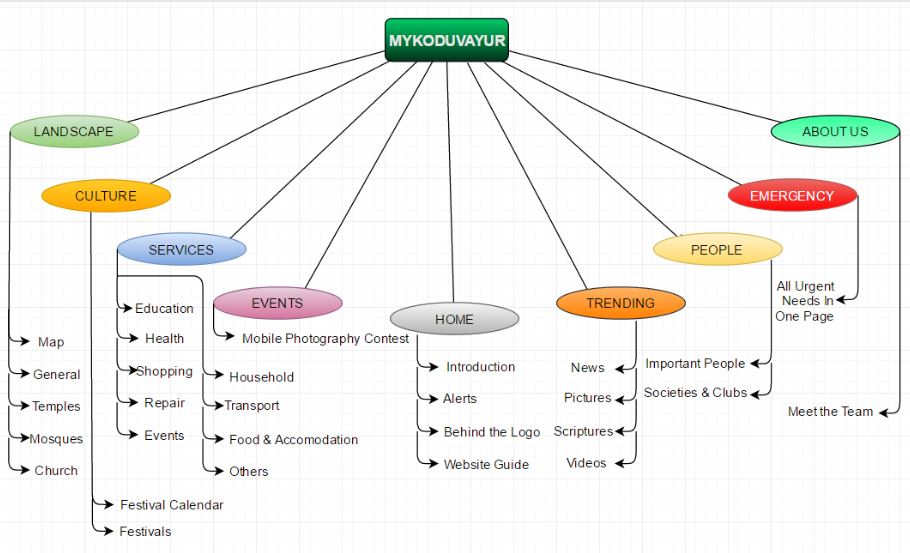 MYKODUVAYUR
LANDSCAPE
ABOUT US
CULTURE
EMERGENCY
SERVICES
PEOPLE
EVENTS
TRENDING
HOME
Map
General
Temples
Mosques
Church
Festival Calendar
Festivals
Education
Health
Shopping
Repair
Events
Household
Transport
Food & Accomodation
Others
Mobile Photography Contest
Introduction
Alerts
Behind the Logo
Website Guide
News
Pictures
Scriptures
Videos
Important People
Societies & Clubs
All Urgent
Needs In
One Page
Meet the Team